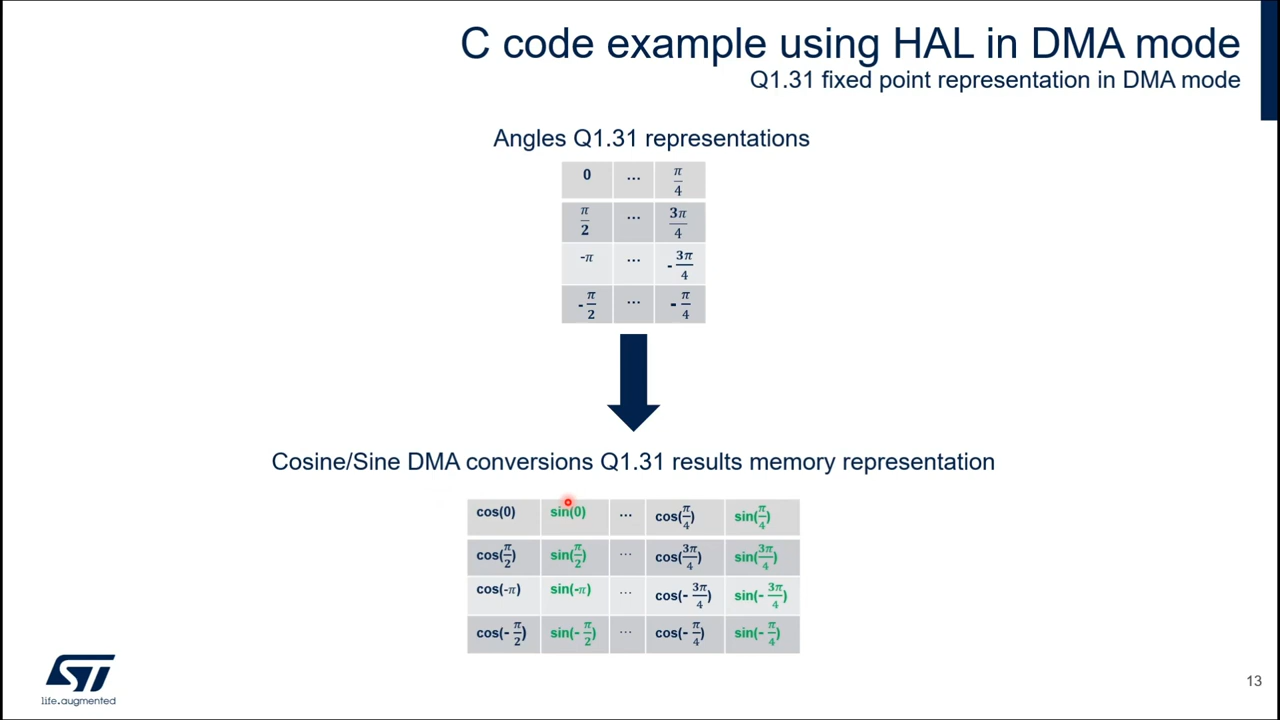 C code example using HAL in DMA mode
Q1.31 fixed point representation in DMA mode
Angles Q1.31 representations
0 ... π/4
π/2 ... 3π/4
-π ... -3π/4
-π/2 ... -π/4
Cosine/Sine DMA conversions Q1.31 results memory representation
cos(0) sin(0) ... cos(π/4) sin(π/4)
cos(π/2) sin(π/2) ... cos(3π/4) sin(3π/4)
cos(-π) sin(-π) ... cos(-3π/4) sin(-3π/4)
cos(-π/2) sin(-π/2) ... cos(-π/4) sin(-π/4)
ST
life.augmented
13